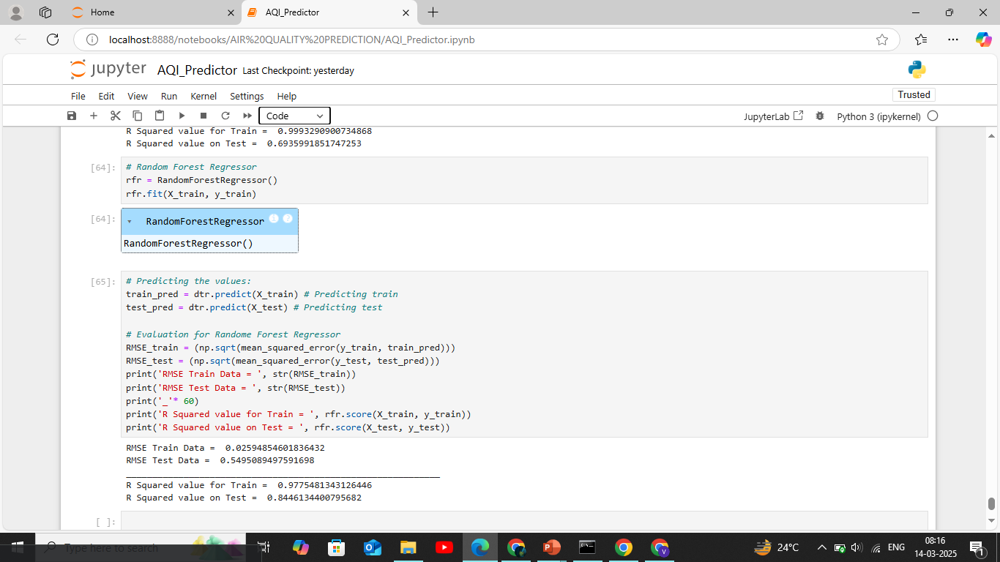 Home
AQI_Predictor
localhost:8888/notebooks/AIR%20QUALITY%20PREDICTION/AQI_Predictor.ipynb
jupyter AQI_Predictor Last Checkpoint: yesterday
File Edit View Run Kernel Settings Help
Trusted
Code
JupyterLab Python 3 (ipykernel)
R Squared value for Train =  0.9993290900734868
R Squared value on Test =  0.6935991851747253
[64]: # Random Forest Regressor
rfr = RandomForestRegressor()
rfr.fit(X_train, y_train)
[64]: RandomForestRegressor i ?
RandomForestRegressor()
[65]: # Predicting the values:
train_pred = dtr.predict(X_train) # Predicting train
test_pred = dtr.predict(X_test) # Predicting test
# Evaluation for Randome Forest Regressor
RMSE_train = (np.sqrt(mean_squared_error(y_train, train_pred)))
RMSE_test = (np.sqrt(mean_squared_error(y_test, test_pred)))
print('RMSE Train Data = ', str(RMSE_train))
print('RMSE Test Data = ', str(RMSE_test))
print('_'* 60)
print('R Squared value for Train = ', rfr.score(X_train, y_train))
print('R Squared value on Test = ', rfr.score(X_test, y_test))
RMSE Train Data =  0.02594854601836432
RMSE Test Data =  0.5495089497591698
____________________________________________________________
R Squared value for Train =  0.9775481343126446
R Squared value on Test =  0.8446134400795682
[ ]:
Type here to search
24°C
ENG
08:16
14-03-2025
1